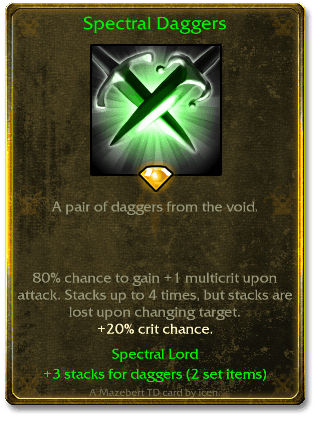 Spectral Daggers
A pair of daggers from the void.
80% chance to gain +1 multicrit upon
attack. Stacks up to 4 times, but stacks are
lost upon changing target.
+20% crit chance.
Spectral Lord
+3 stacks for daggers (2 set items)
A Mazebert TD card by icen.